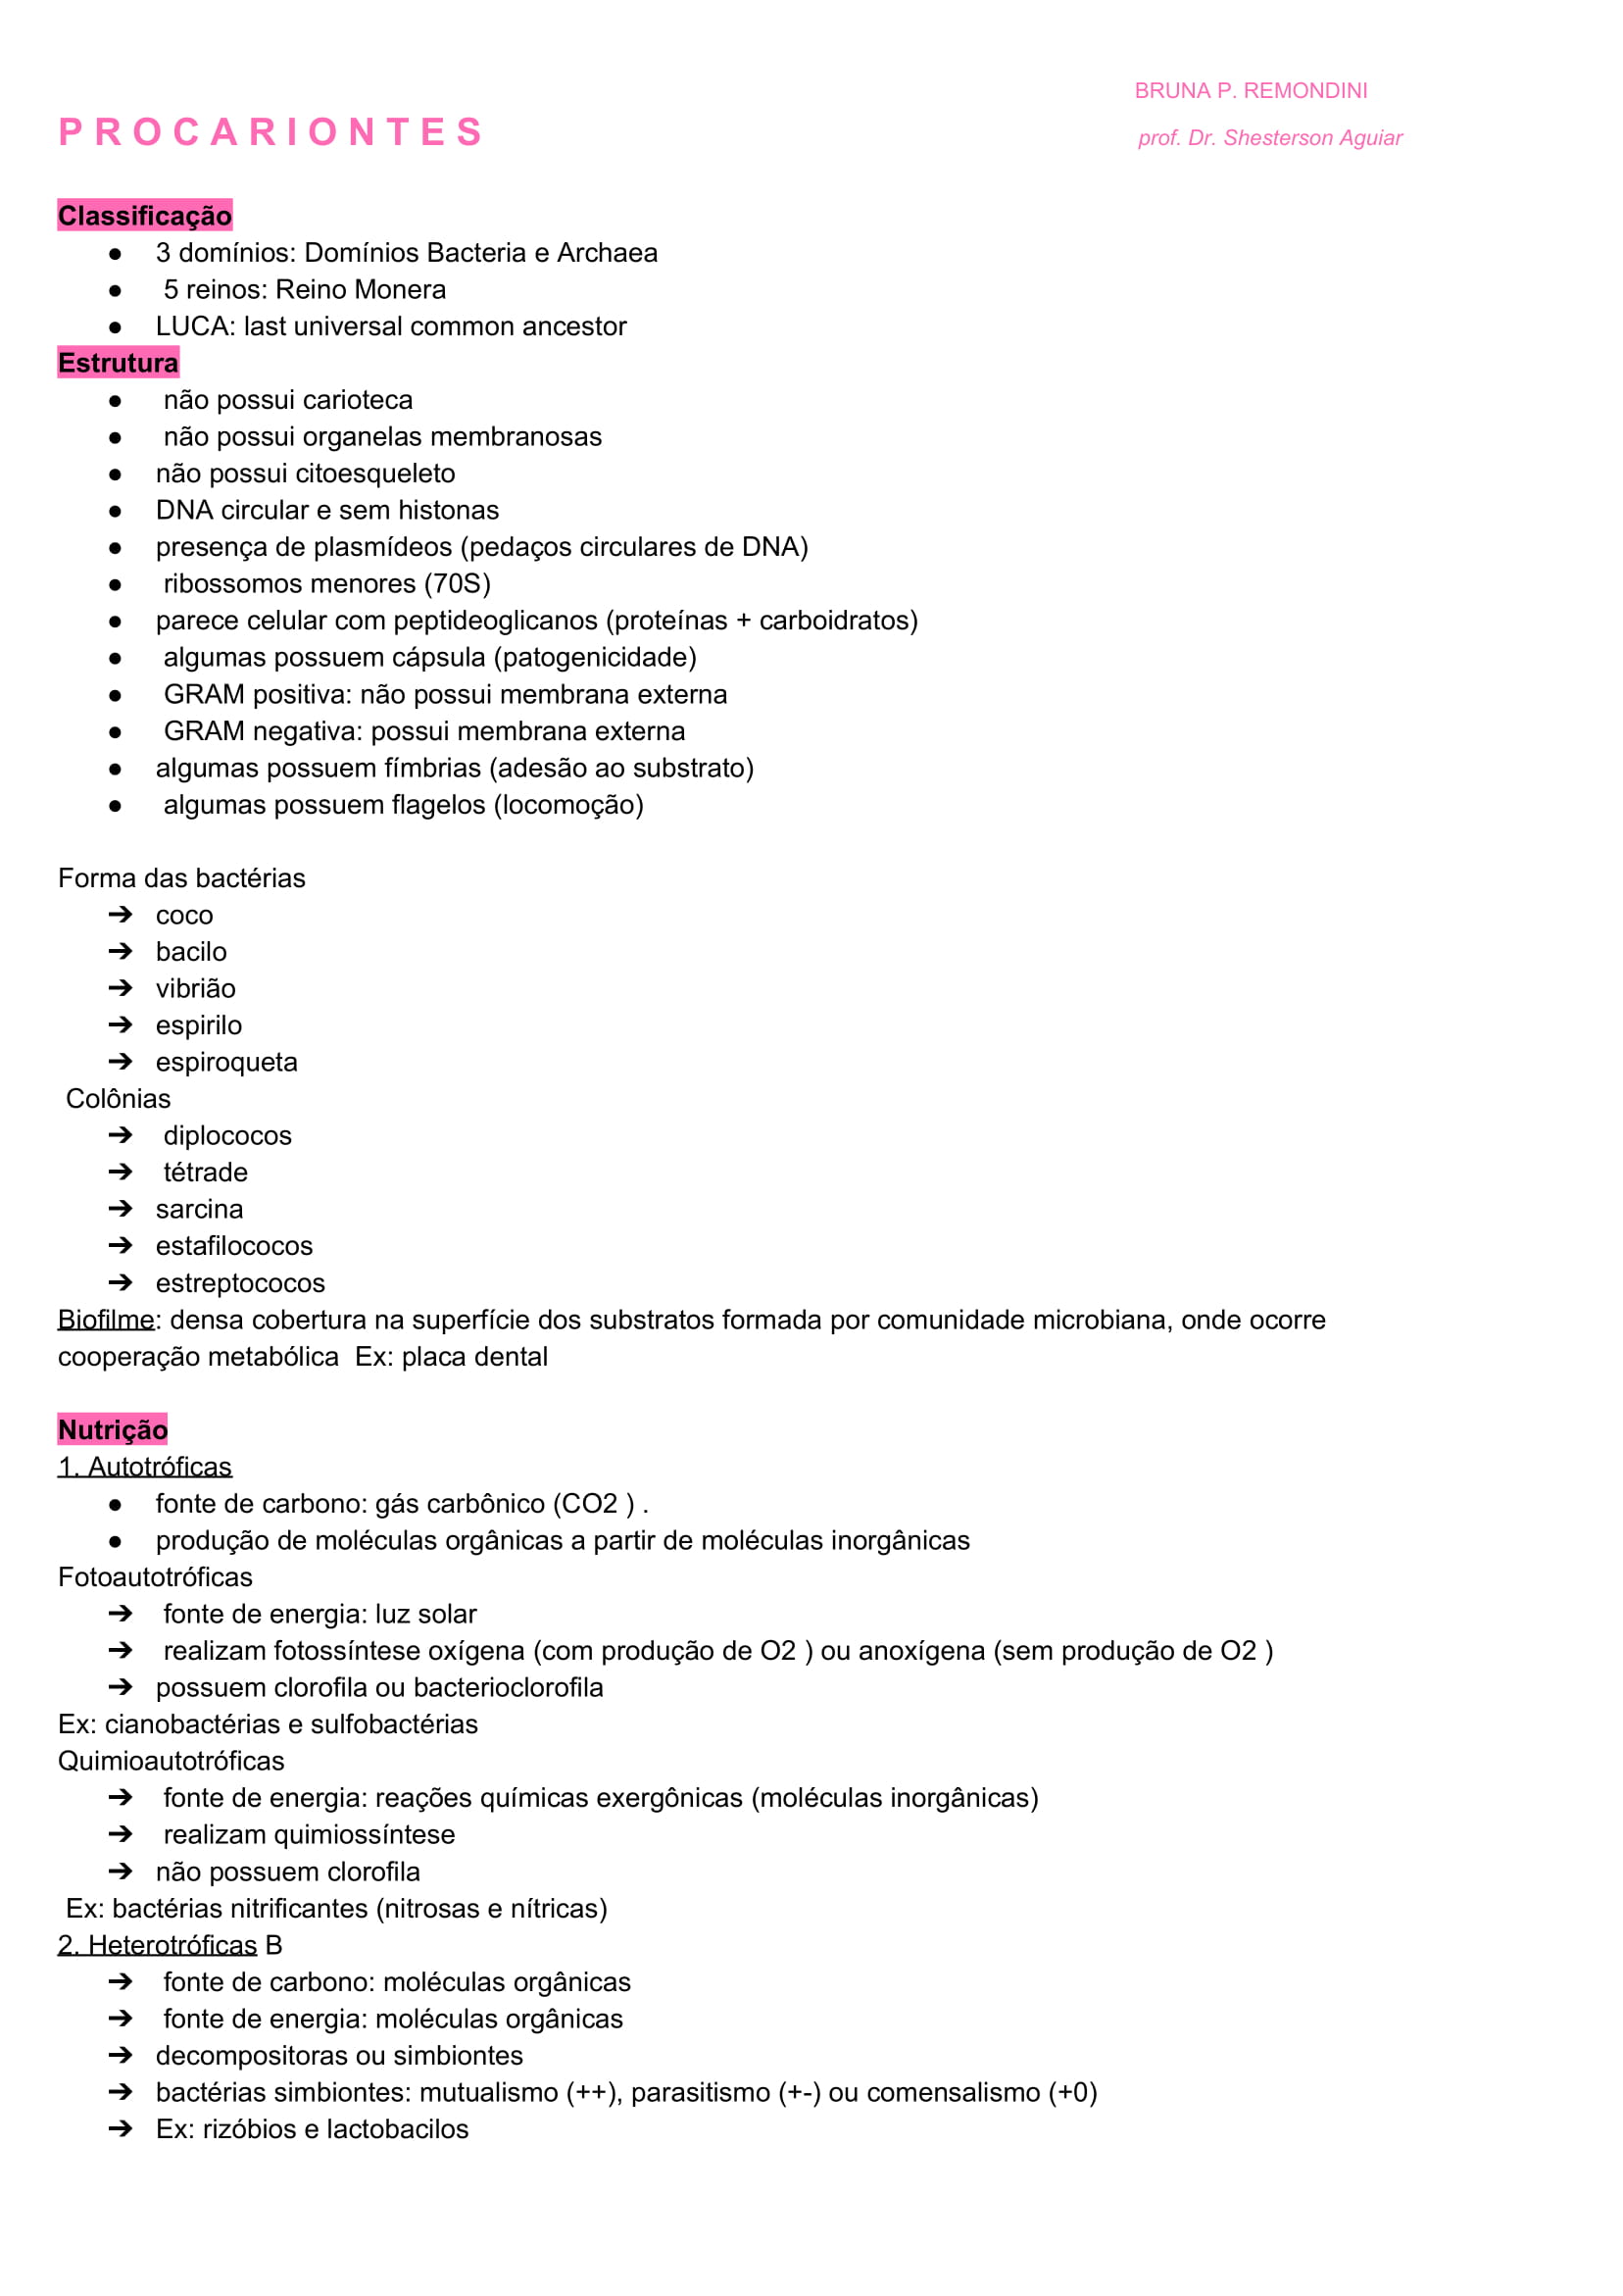 BRUNA P. REMONDINI
P R O C A R I O N T E S
prof. Dr. Shesterson Aguiar
Classificação
● 3 domínios: Domínios Bacteria e Archaea
● 5 reinos: Reino Monera
● LUCA: last universal common ancestor
Estrutura
● não possui carioteca
● não possui organelas membranosas
● não possui citoesqueleto
● DNA circular e sem histonas
● presença de plasmídeos (pedaços circulares de DNA)
● ribossomos menores (70S)
● parece celular com peptideoglicanos (proteínas + carboidratos)
● algumas possuem cápsula (patogenicidade)
● GRAM positiva: não possui membrana externa
● GRAM negativa: possui membrana externa
● algumas possuem fímbrias (adesão ao substrato)
● algumas possuem flagelos (locomoção)
Forma das bactérias
➔ coco
➔ bacilo
➔ vibrião
➔ espirilo
➔ espiroqueta
Colônias
➔ diplococos
➔ tétrade
➔ sarcina
➔ estafilococos
➔ estreptococos
Biofilme: densa cobertura na superfície dos substratos formada por comunidade microbiana, onde ocorre
cooperação metabólica Ex: placa dental
Nutrição
1. Autotróficas
● fonte de carbono: gás carbônico (CO2 ) .
● produção de moléculas orgânicas a partir de moléculas inorgânicas
Fotoautotróficas
➔ fonte de energia: luz solar
➔ realizam fotossíntese oxígena (com produção de O2 ) ou anoxígena (sem produção de O2 )
➔ possuem clorofila ou bacterioclorofila
Ex: cianobactérias e sulfobactérias
Quimioautotróficas
➔ fonte de energia: reações químicas exergônicas (moléculas inorgânicas)
➔ realizam quimiossíntese
➔ não possuem clorofila
Ex: bactérias nitrificantes (nitrosas e nítricas)
2. Heterotróficas B
➔ fonte de carbono: moléculas orgânicas
➔ fonte de energia: moléculas orgânicas
➔ decompositoras ou simbiontes
➔ bactérias simbiontes: mutualismo (++), parasitismo (+-) ou comensalismo (+0)
➔ Ex: rizóbios e lactobacilos